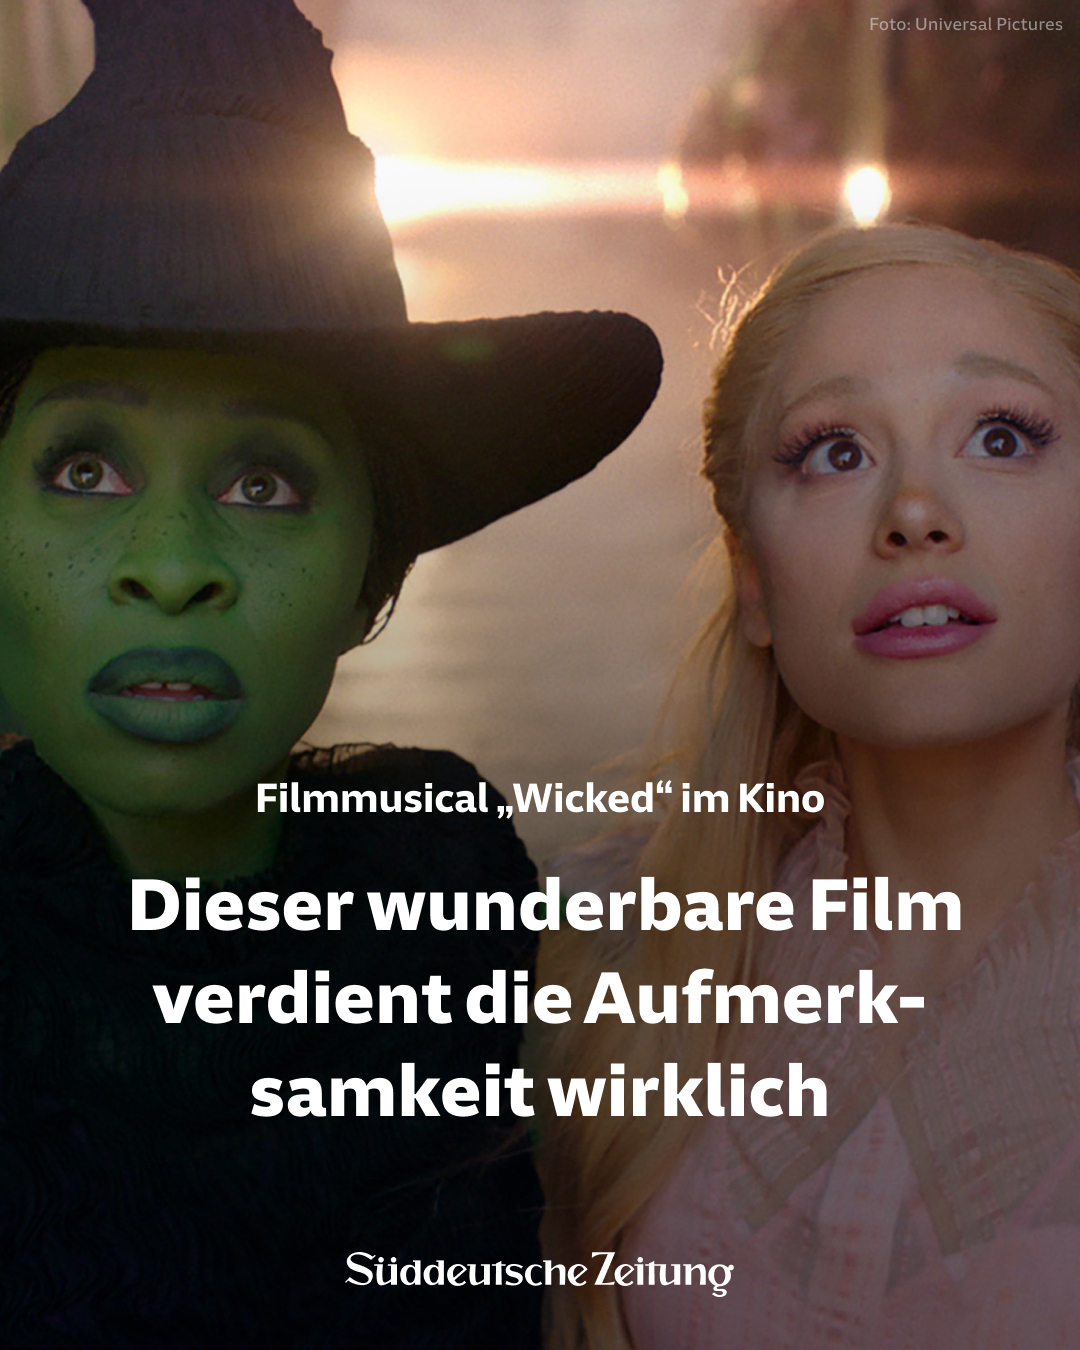 Foto: Universal Pictures
Filmmusical „Wicked“ im Kino
Dieser wunderbare Film
verdient die Aufmerk-
samkeit wirklich
Süddeutsche Zeitung